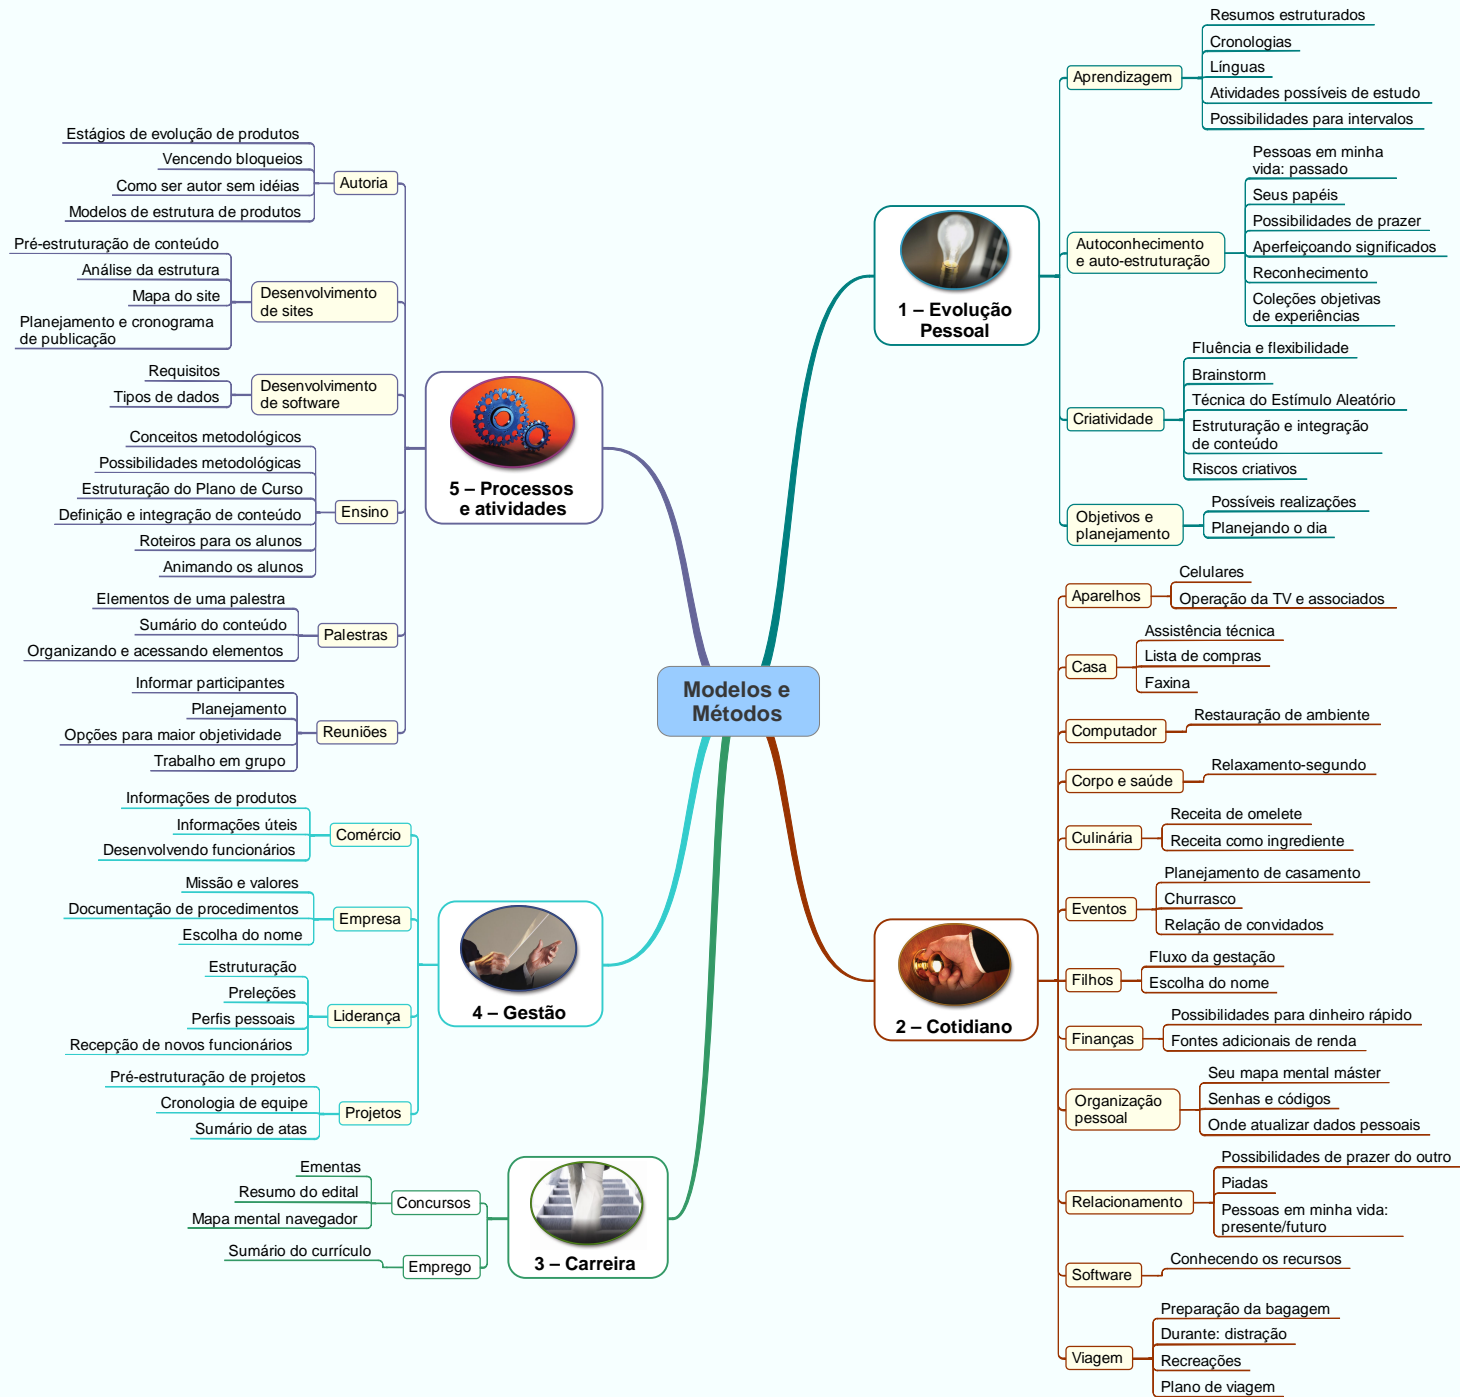 Modelos e
Métodos
1 – Evolução
Pessoal
Aprendizagem
Resumos estruturados
Cronologias
Línguas
Atividades possíveis de estudo
Possibilidades para intervalos
Autoconhecimento
e auto-estruturação
Pessoas em minha
vida: passado
Seus papéis
Possibilidades de prazer
Aperfeiçoando significados
Reconhecimento
Coleções objetivas
de experiências
Criatividade
Fluência e flexibilidade
Brainstorm
Técnica do Estímulo Aleatório
Estruturação e integração
de conteúdo
Riscos criativos
Objetivos e
planejamento
Possíveis realizações
Planejando o dia
2 – Cotidiano
Aparelhos
Celulares
Operação da TV e associados
Casa
Assistência técnica
Lista de compras
Faxina
Computador
Restauração de ambiente
Corpo e saúde
Relaxamento-segundo
Culinária
Receita de omelete
Receita como ingrediente
Eventos
Planejamento de casamento
Churrasco
Relação de convidados
Filhos
Fluxo da gestação
Escolha do nome
Finanças
Possibilidades para dinheiro rápido
Fontes adicionais de renda
Organização
pessoal
Seu mapa mental máster
Senhas e códigos
Onde atualizar dados pessoais
Relacionamento
Possibilidades de prazer do outro
Piadas
Pessoas em minha vida:
presente/futuro
Software
Conhecendo os recursos
Viagem
Preparação da bagagem
Durante: distração
Recreações
Plano de viagem
3 – Carreira
Concursos
Ementas
Resumo do edital
Mapa mental navegador
Emprego
Sumário do currículo
4 – Gestão
Comércio
Informações de produtos
Informações úteis
Desenvolvendo funcionários
Empresa
Missão e valores
Documentação de procedimentos
Escolha do nome
Liderança
Estruturação
Preleções
Perfis pessoais
Recepção de novos funcionários
Projetos
Pré-estruturação de projetos
Cronologia de equipe
Sumário de atas
5 – Processos
e atividades
Autoria
Estágios de evolução de produtos
Vencendo bloqueios
Como ser autor sem idéias
Modelos de estrutura de produtos
Desenvolvimento
de sites
Pré-estruturação de conteúdo
Análise da estrutura
Mapa do site
Planejamento e cronograma
de publicação
Desenvolvimento
de software
Requisitos
Tipos de dados
Ensino
Conceitos metodológicos
Possibilidades metodológicas
Estruturação do Plano de Curso
Definição e integração de conteúdo
Roteiros para os alunos
Animando os alunos
Palestras
Elementos de uma palestra
Sumário do conteúdo
Organizando e acessando elementos
Reuniões
Informar participantes
Planejamento
Opções para maior objetividade
Trabalho em grupo